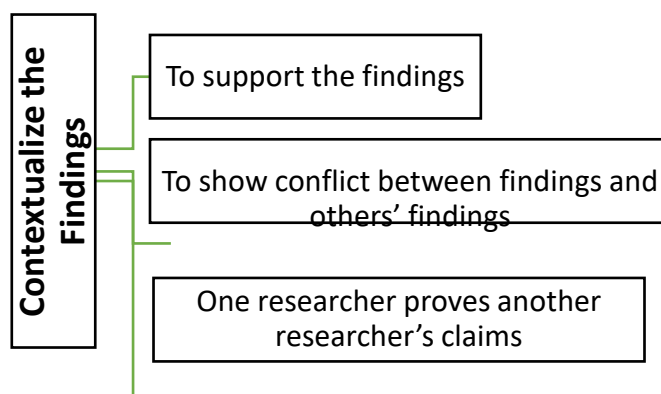 Contextualize the
Findings
To support the findings
To show conflict between findings and
others’ findings
One researcher proves another
researcher’s claims